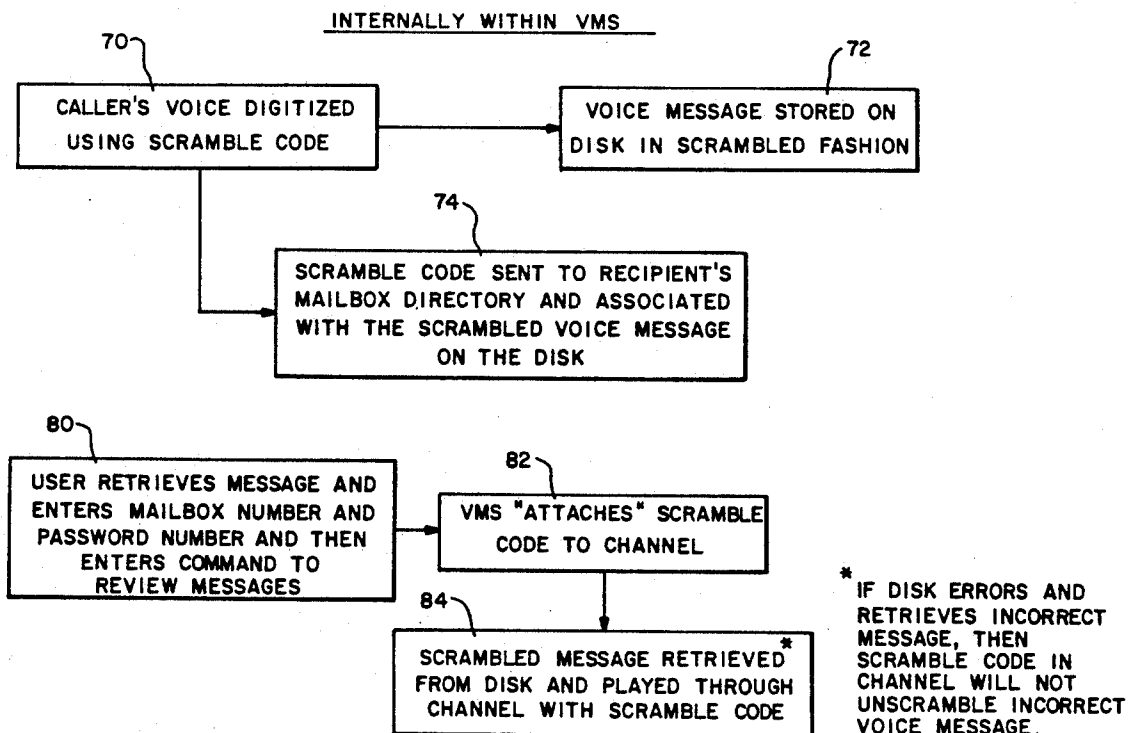 INTERNALLY WITHIN VMS
70
CALLER'S VOICE DIGITIZED
USING SCRAMBLE CODE
72
VOICE MESSAGE STORED ON
DISK IN SCRAMBLED FASHION
74
SCRAMBLE CODE SENT TO RECIPIENT'S
MAILBOX DIRECTORY AND ASSOCIATED
WITH THE SCRAMBLED VOICE MESSAGE
ON THE DISK
80
USER RETRIEVES MESSAGE AND
ENTERS MAILBOX NUMBER AND
PASSWORD NUMBER AND THEN
ENTERS COMMAND TO
REVIEW MESSAGES
82
VMS "ATTACHES" SCRAMBLE
CODE TO CHANNEL
84
SCRAMBLED MESSAGE RETRIEVED*
FROM DISK AND PLAYED THROUGH
CHANNEL WITH SCRAMBLE CODE
*IF DISK ERRORS AND
RETRIEVES INCORRECT
MESSAGE, THEN
SCRAMBLE CODE IN
CHANNEL WILL NOT
UNSCRAMBLE INCORRECT
VOICE MESSAGE.